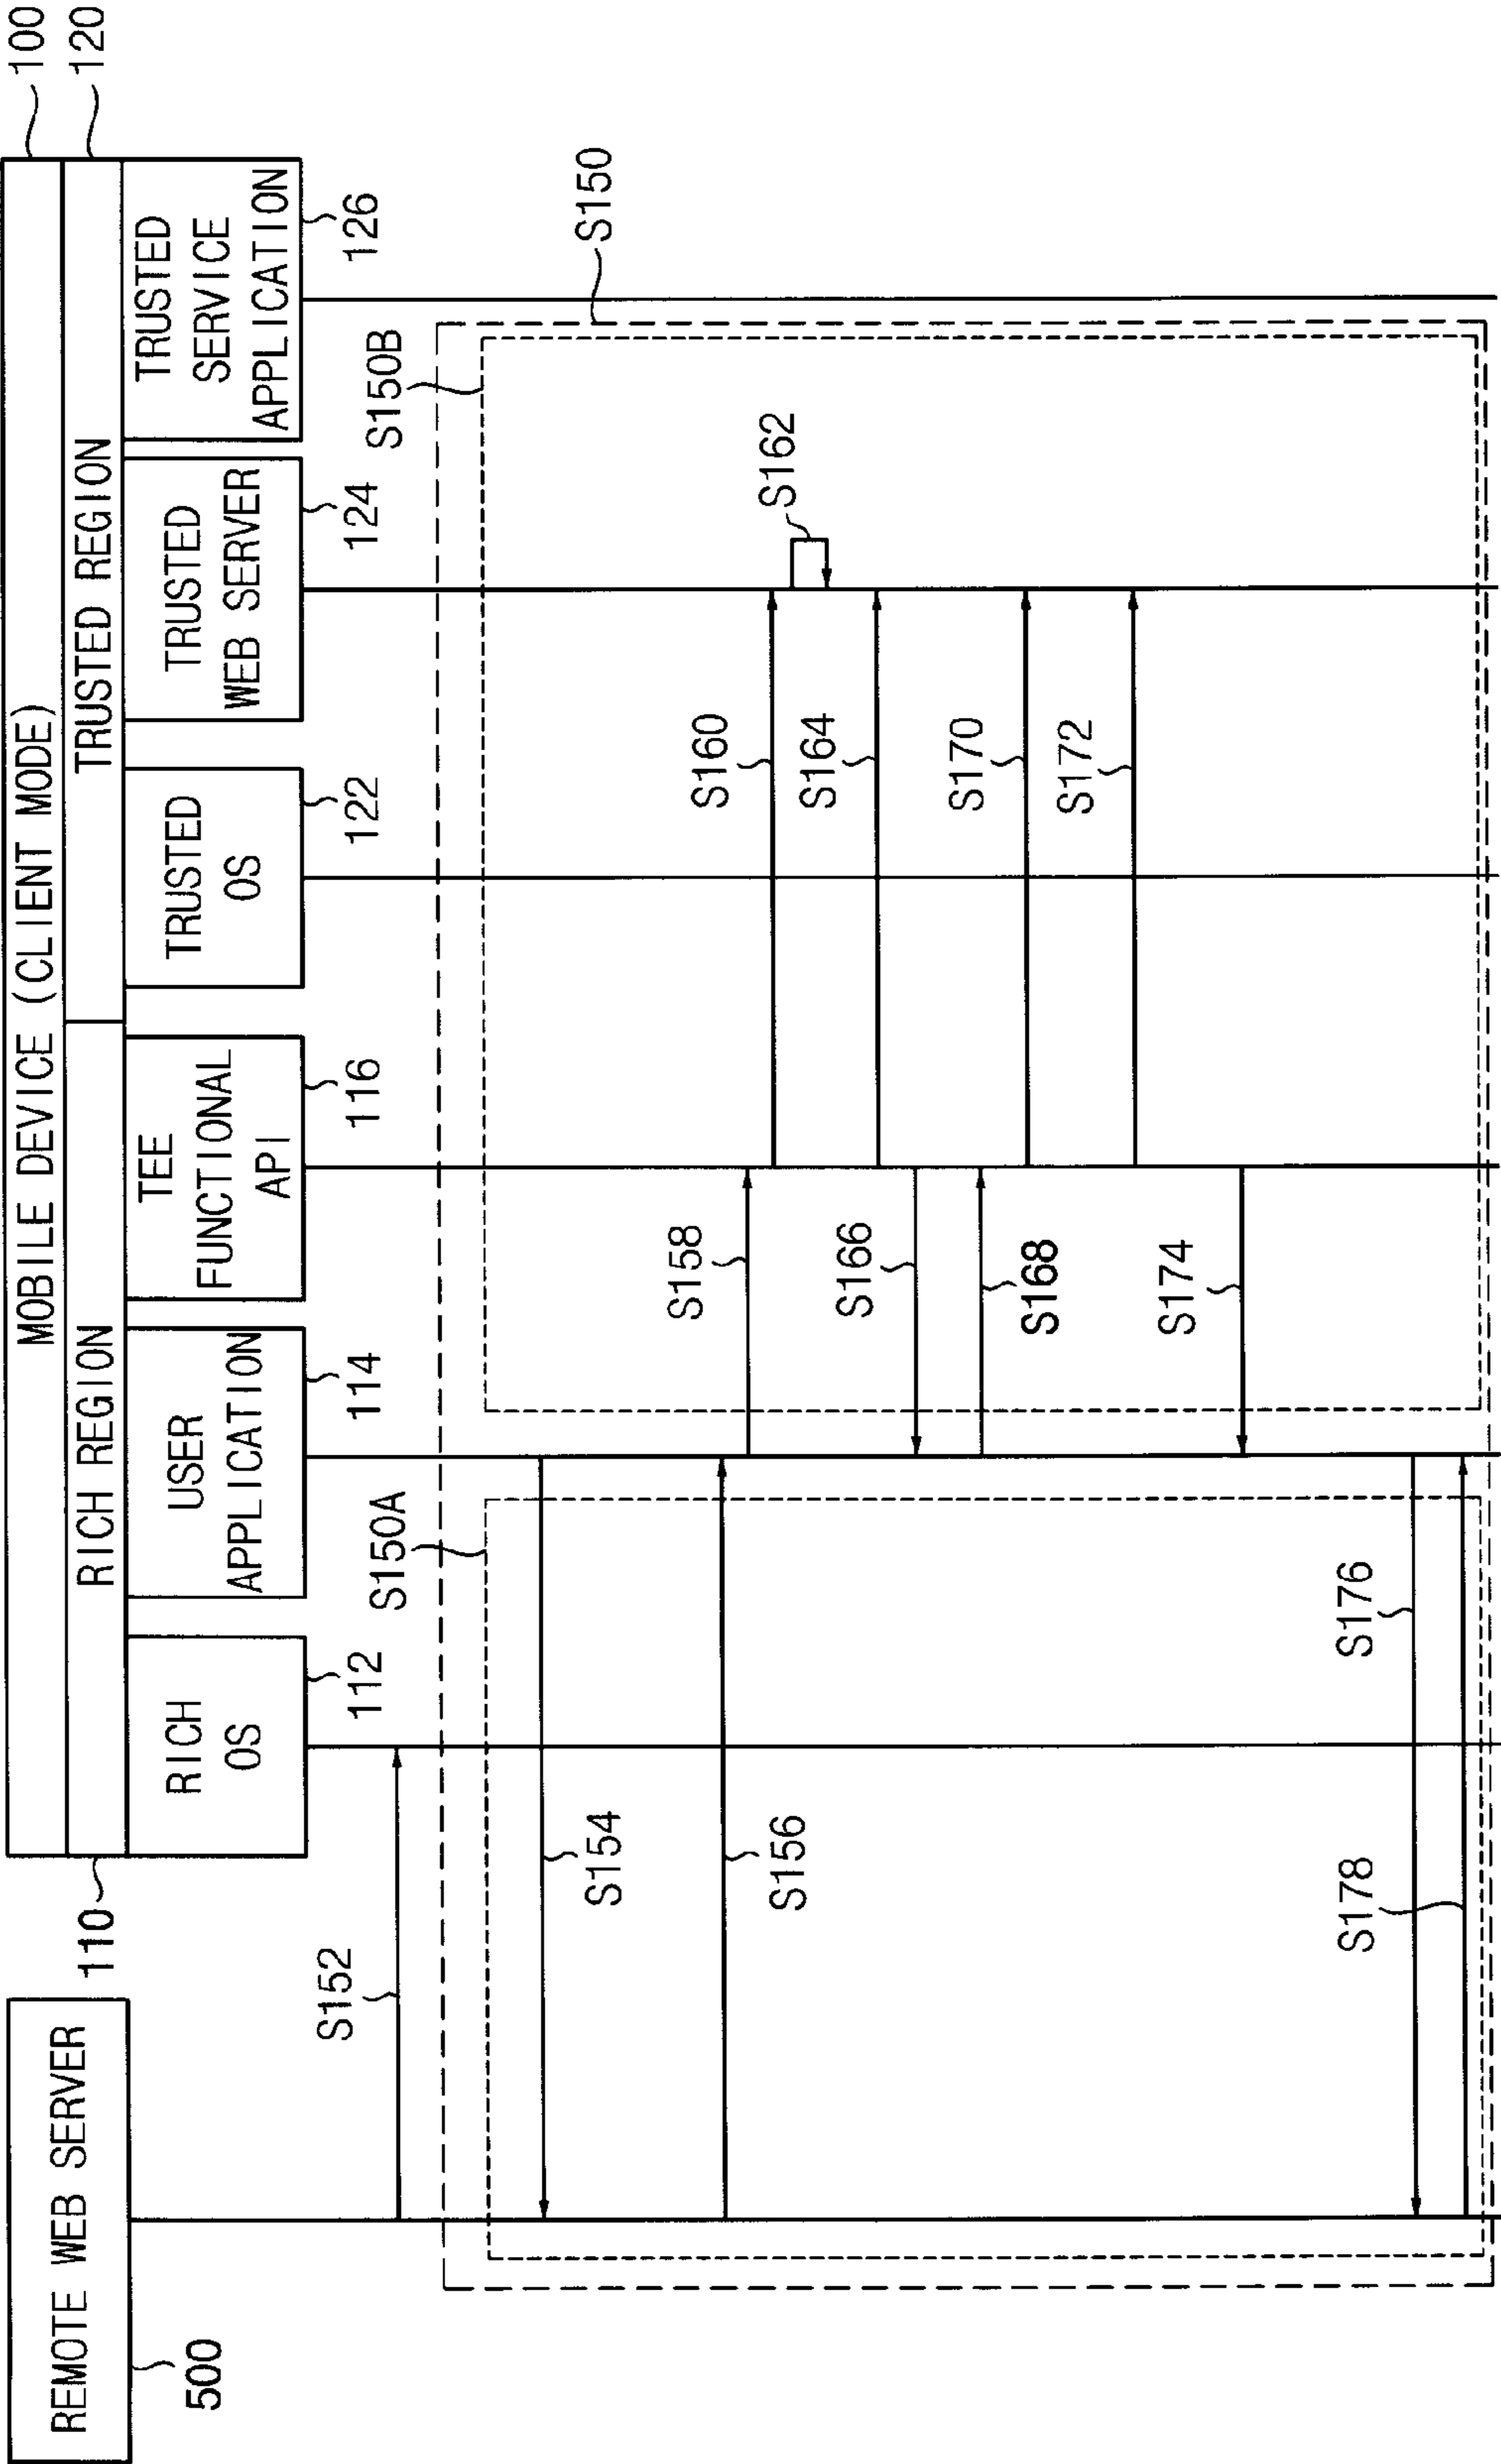 REMOTE WEB SERVER
500
MOBILE DEVICE (CLIENT MODE)
100
RICH REGION
110
TRUSTED REGION
120
RICH
OS
112
USER
APPLICATION
114
TEE
FUNCTIONAL
API
116
TRUSTED
OS
122
TRUSTED
WEB SERVER
124
TRUSTED
SERVICE
APPLICATION
126
S152
S150A
S150B
S150
S154
S156
S158
S160
S162
S164
S166
S168
S170
S172
S174
S176
S178